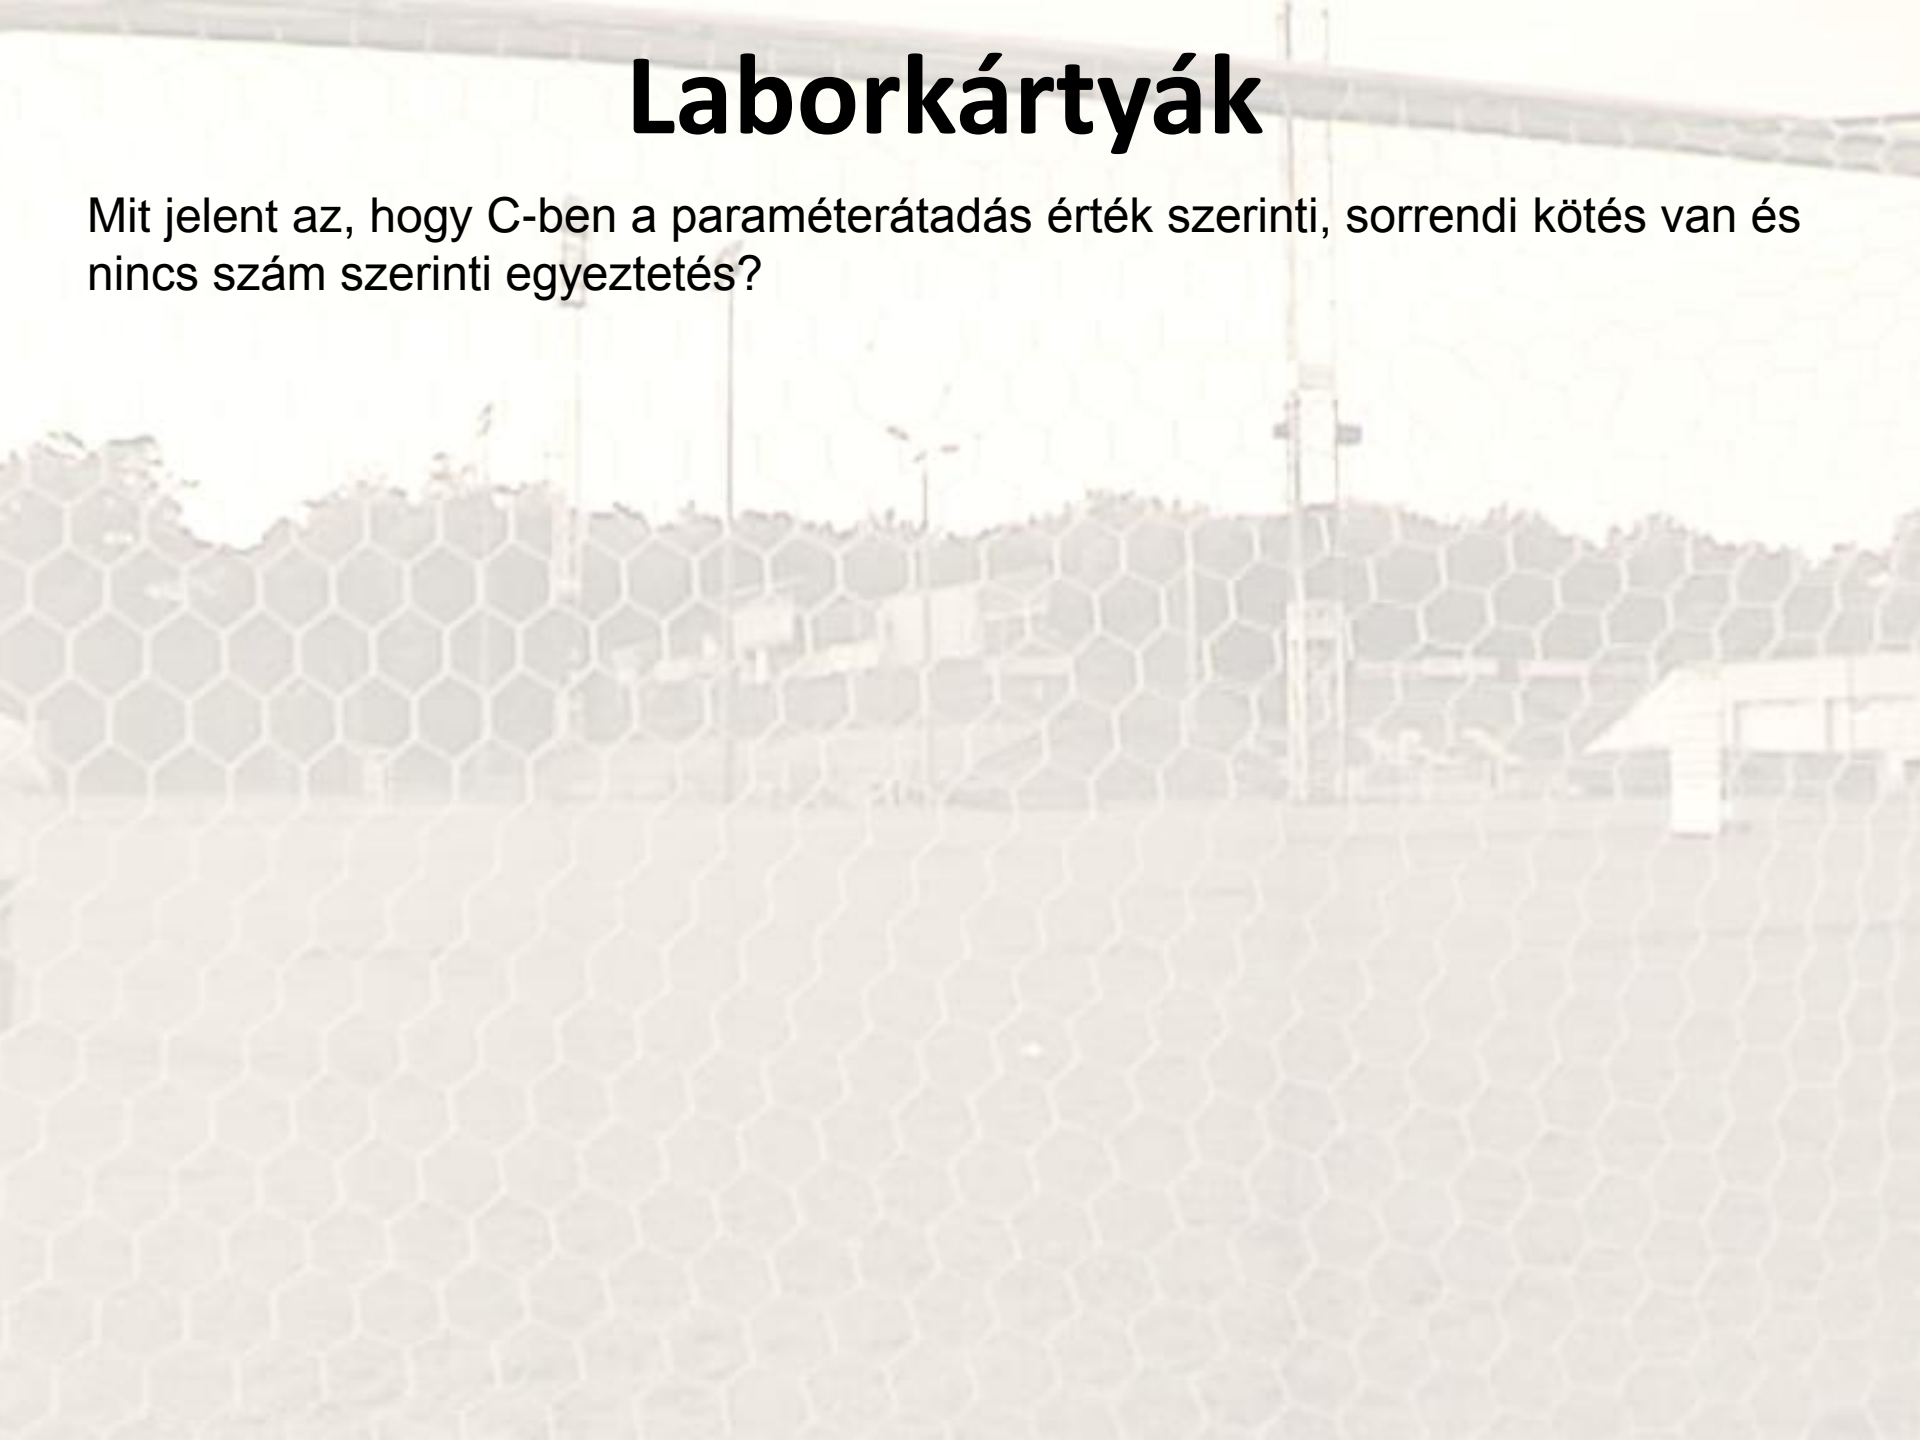 Laborkártyák
Mit jelent az, hogy C-ben a paraméterátadás érték szerinti, sorrendi kötés van és
nincs szám szerinti egyeztetés?